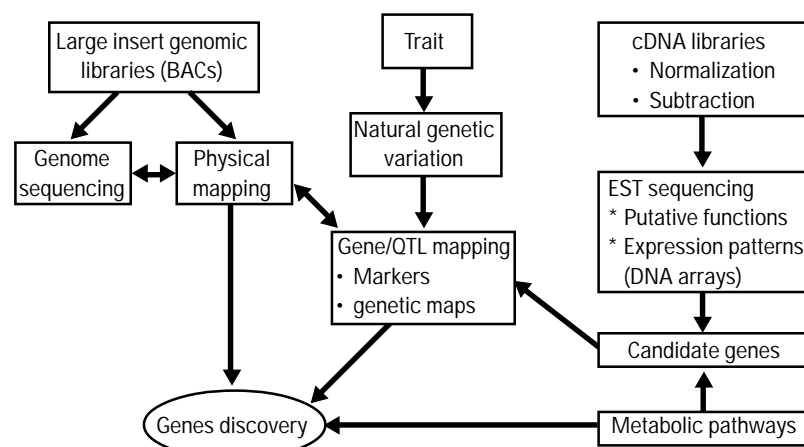 Large insert genomic
libraries (BACs)
Trait
cDNA libraries
• Normalization
• Subtraction
Genome
sequencing
Physical
mapping
Natural genetic
variation
EST sequencing
* Putative functions
* Expression patterns
(DNA arrays)
Gene/QTL mapping
• Markers
• genetic maps
Candidate genes
Genes discovery
Metabolic pathways